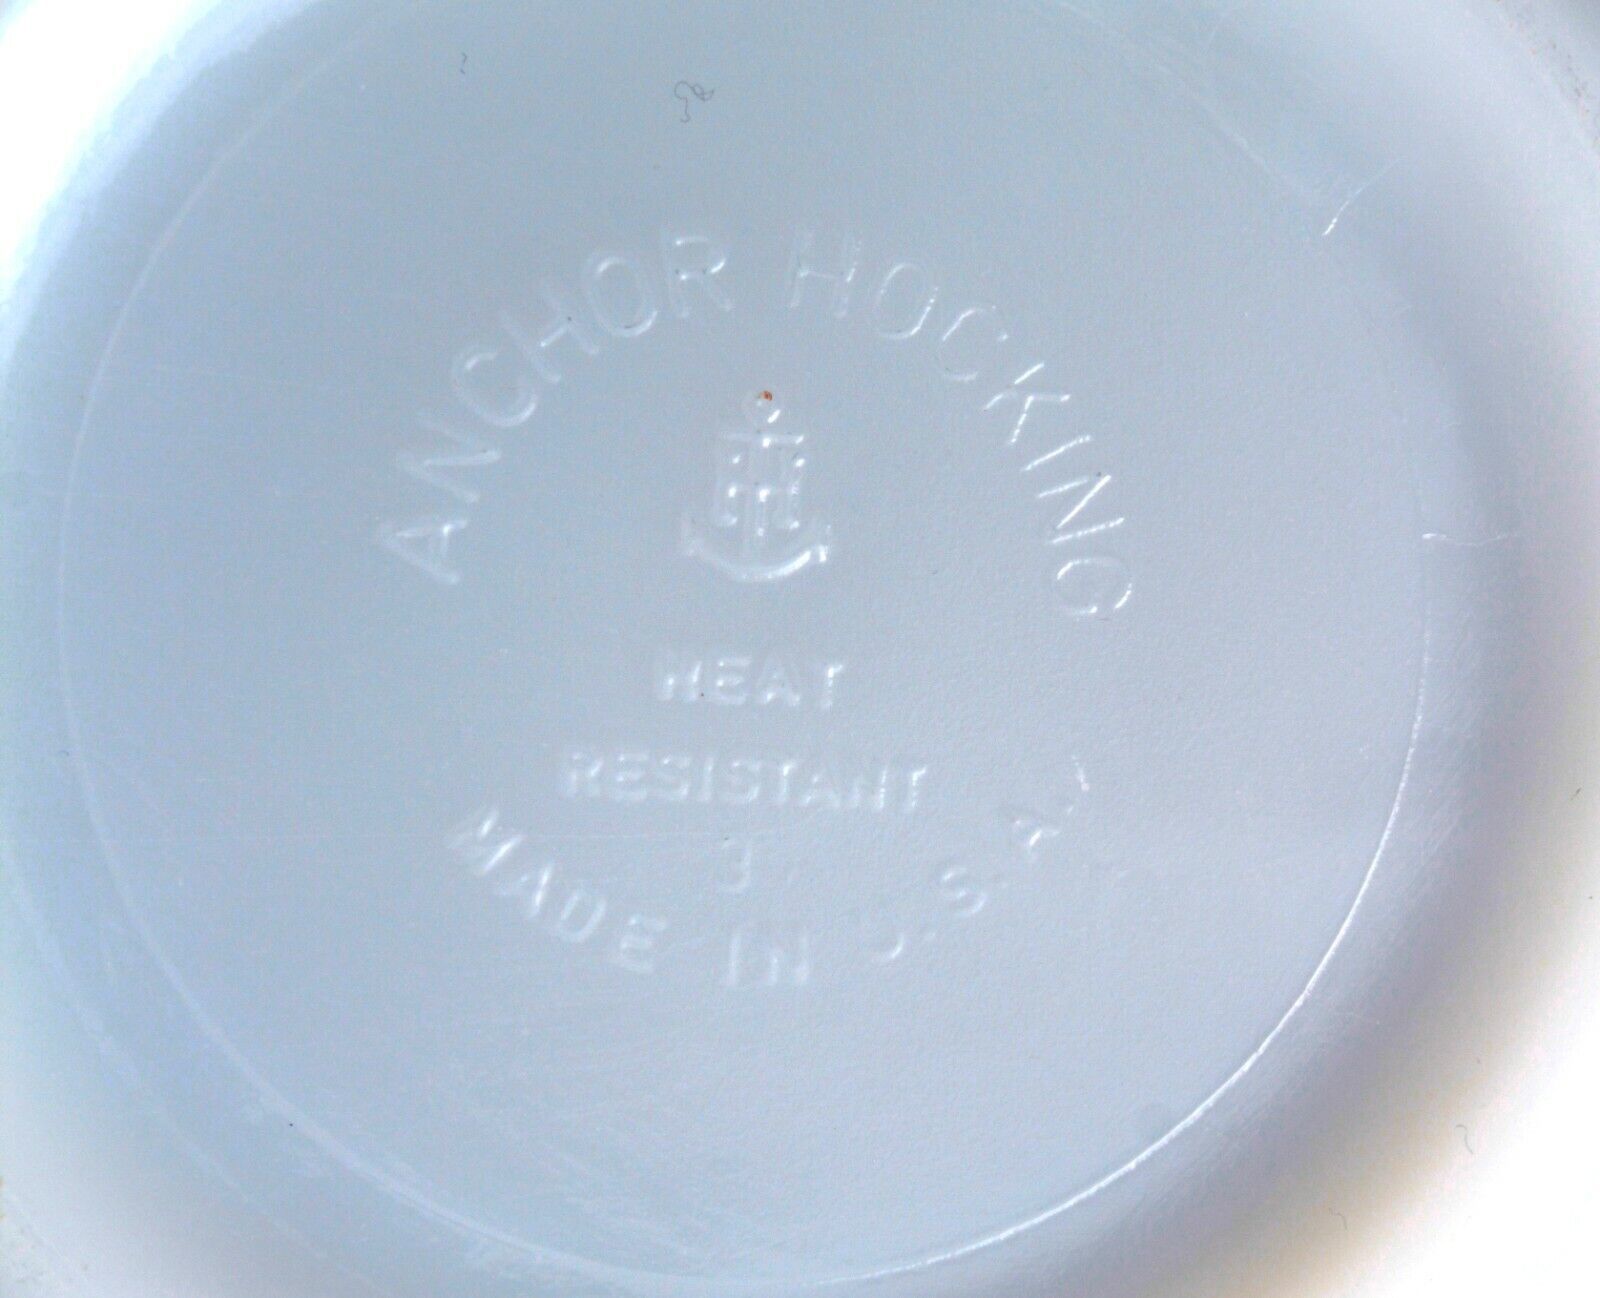 ANCHOR HOCKING
H
HEAT
RESISTANT
3
MADE IN U.S.A.